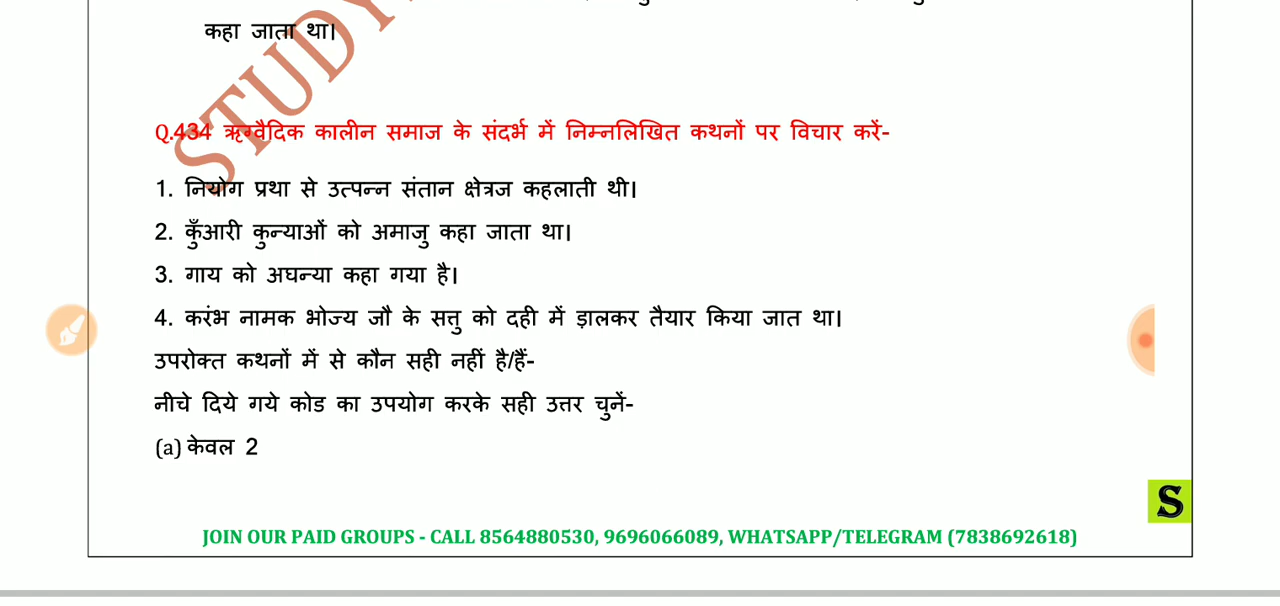 कहा जाता था।
STUDY
Q.434 ऋग्वैदिक कालीन समाज के संदर्भ में निम्नलिखित कथनों पर विचार करें-
1. नियोग प्रथा से उत्पन्न संतान क्षेत्रज कहलाती थी।
2. कुँआरी कुन्याओं को अमाजु कहा जाता था।
3. गाय को अघन्या कहा गया है।
4. करंभ नामक भोज्य जौ के सत्तु को दही में ड़ालकर तैयार किया जात था।
उपरोक्त कथनों में से कौन सही नहीं है/हैं-
नीचे दिये गये कोड का उपयोग करके सही उत्तर चुनें-
(a) केवल 2
S
JOIN OUR PAID GROUPS - CALL 8564880530, 9696066089, WHATSAPP/TELEGRAM (7838692618)